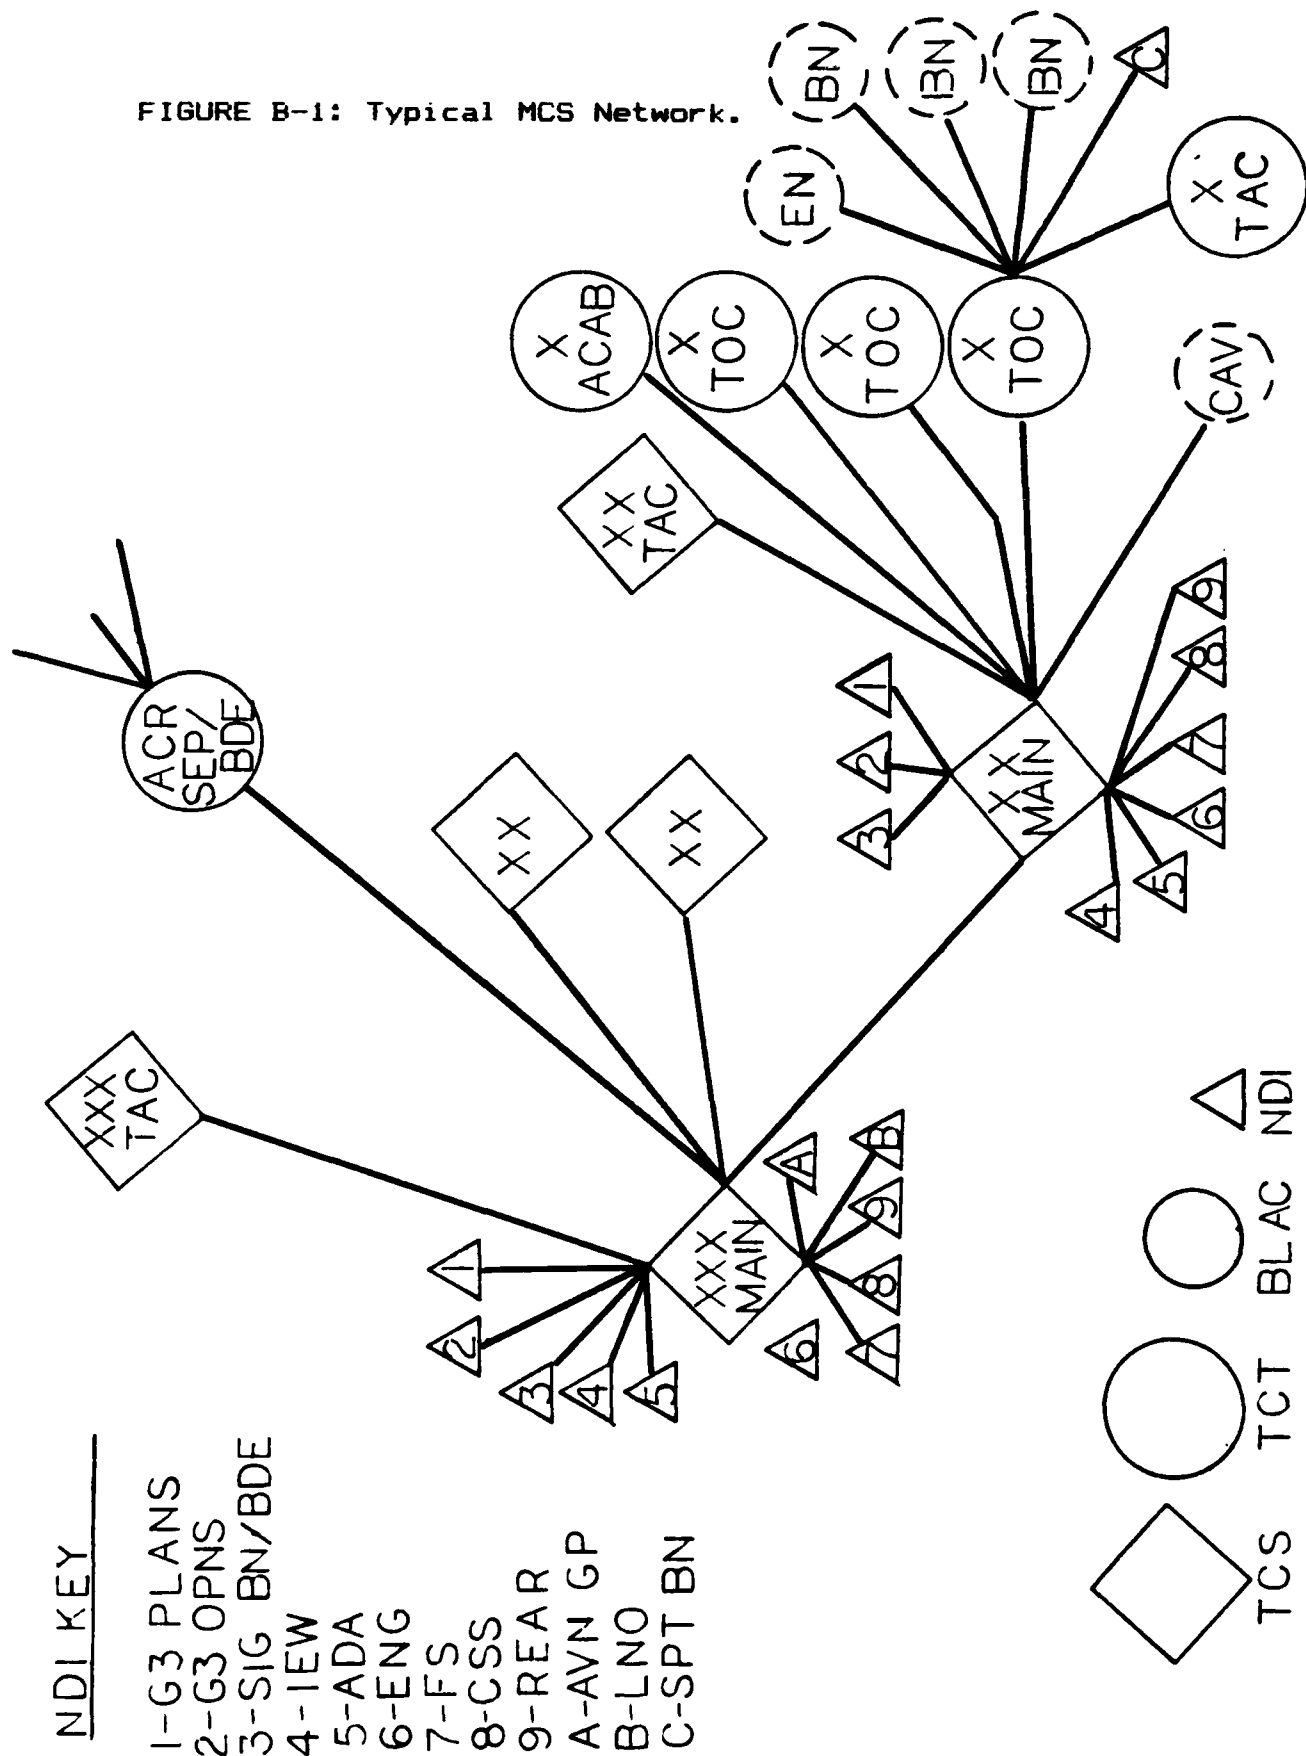 FIGURE B-1: Typical MCS Network.
NDI KEY
1-G3 PLANS
2-G3 OPNS
3-SIG BN/BDE
4-IEW
5-ADA
6-ENG
7-FS
8-CSS
9-REAR
A-AVN GP
B-LNO
C-SPT BN
XXX
TAC
ACR
SEP/
BDE
XX
XX
1
2
3
4
5
XXX
MAIN
6
7
8
9
A
B
XX
TAC
X
ACAB
X
TOC
X
TOC
X
TOC
CAV
EN
BN
BN
BN
C
X
TAC
3
2
1
XX
MAIN
4
5
6
7
8
9
TCS
TCT
BLAC
NDI